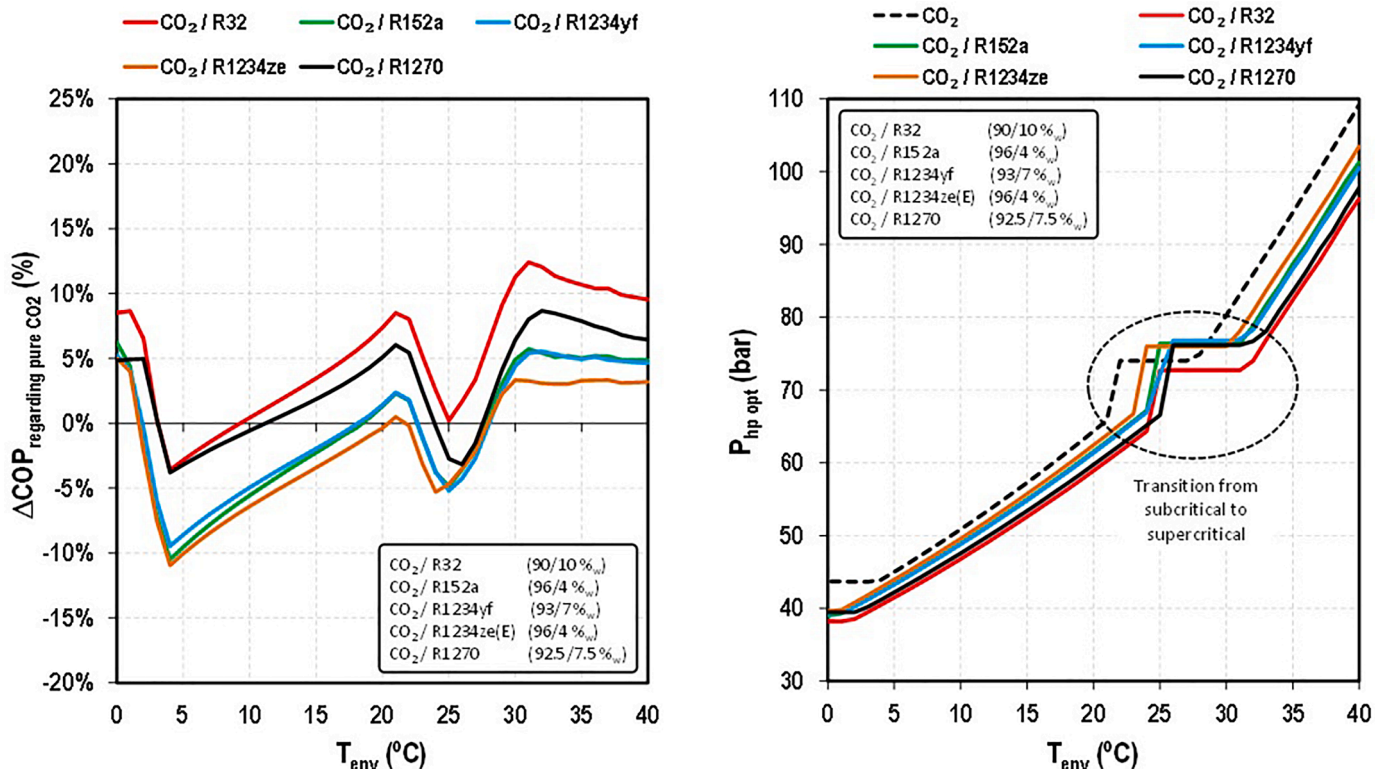 CO₂ / R32 CO₂ / R152a CO₂ / R1234yf
CO₂ / R1234ze CO₂ / R1270
25%
20%
15%
10%
5%
0%
-5%
-10%
-15%
-20%
ΔCOP regarding pure CO2 (%)
CO₂ / R32 (90/10 %w)
CO₂ / R152a (96/4 %w)
CO₂ / R1234yf (93/7 %w)
CO₂ / R1234ze(E) (96/4 %w)
CO₂ / R1270 (92.5/7.5 %w)
0 5 10 15 20 25 30 35 40
Tenv (ºC)
CO₂ CO₂ / R32
CO₂ / R152a CO₂ / R1234yf
CO₂ / R1234ze CO₂ / R1270
110
100
90
80
70
60
50
40
30
Php opt (bar)
CO₂ / R32 (90/10 %w)
CO₂ / R152a (96/4 %w)
CO₂ / R1234yf (93/7 %w)
CO₂ / R1234ze(E) (96/4 %w)
CO₂ / R1270 (92.5/7.5 %w)
Transition from
subcritical to
supercritical
0 5 10 15 20 25 30 35 40
Tenv (ºC)